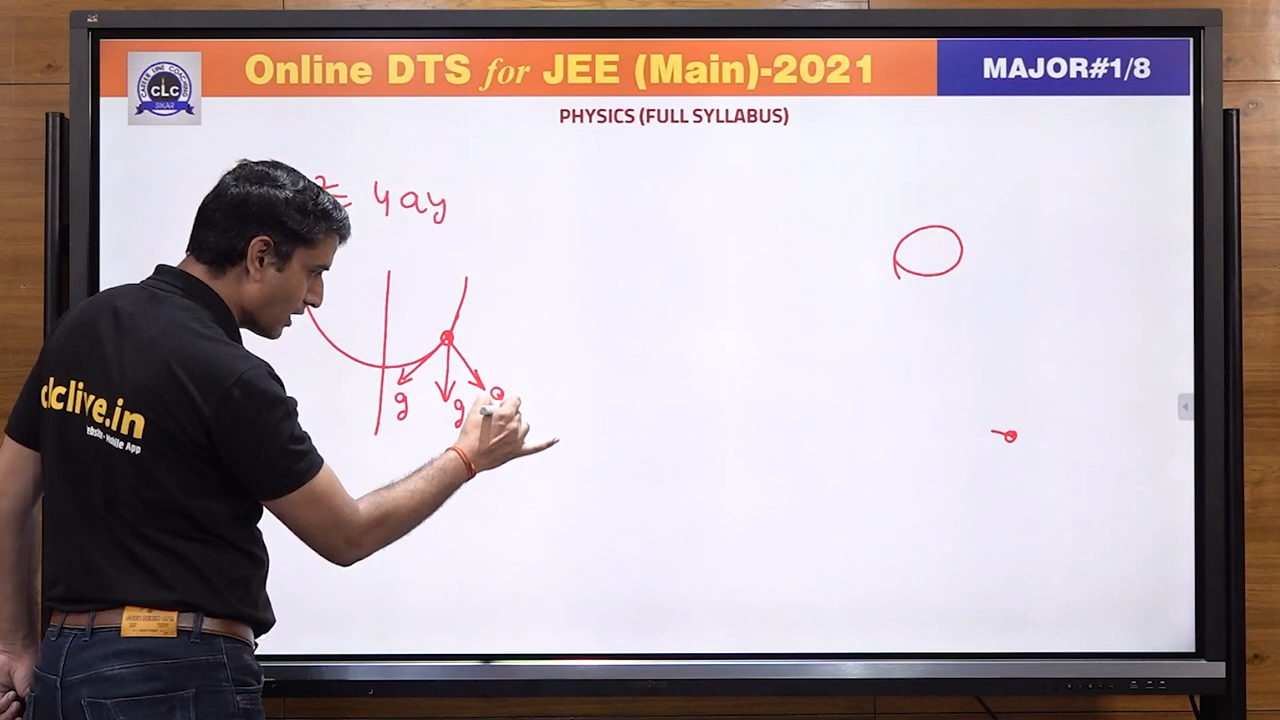 Online DTS for JEE (Main)-2021
MAJOR#1/8
CAREER LINE COACHING
CLC
SIKAR
PHYSICS (FULL SYLLABUS)
2 = 4ay
g
g
clclive.in
Website • Mobile App